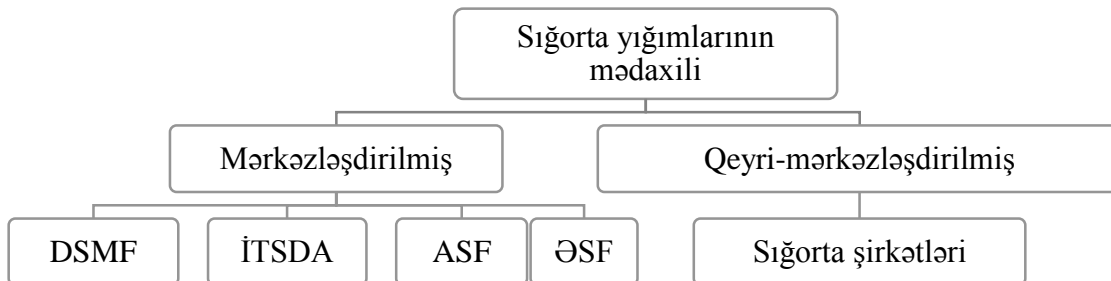 Sığorta yığımlarının
mədaxili
Mərkəzləşdirilmiş
Qeyri-mərkəzləşdirilmiş
DSMF
İTSDA
ASF
ƏSF
Sığorta şirkətləri